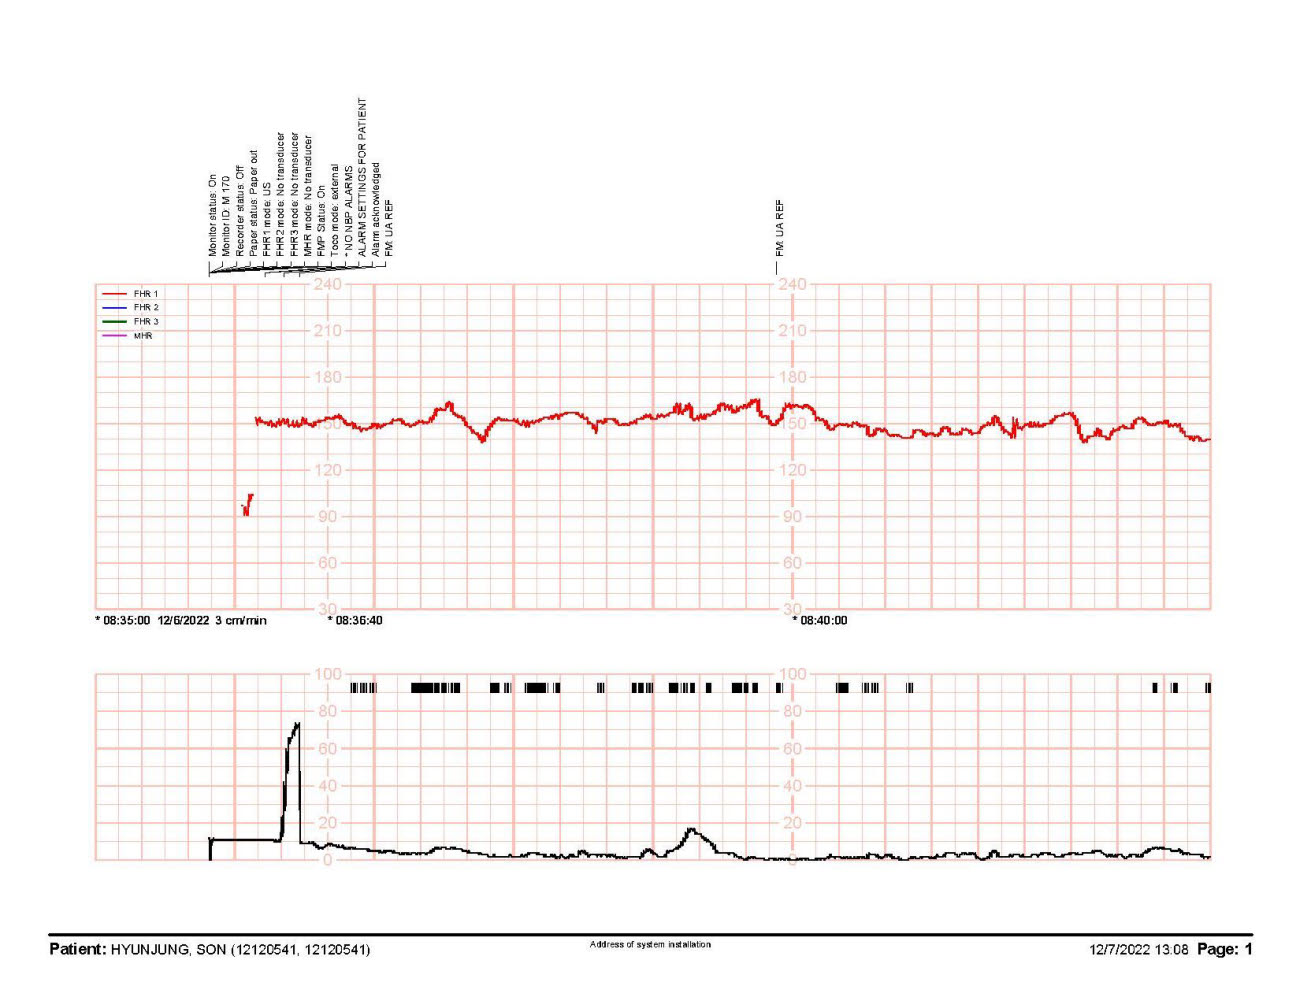 Monitor status: On
Monitor ID: M 170
Recorder status: Off
Paper status: Paper out
FHR1 mode: US
FHR2 mode: No transducer
FHR3 mode: No transducer
MHR mode: No transducer
FMP Status: On
Toco mode: external
* NO NBP ALARMS
ALARM SETTINGS FOR PATIENT
Alarm acknowledged
FM: UA REF
FM: UA REF
240 240
FHR 1
FHR 2
FHR 3
MHR
210 210
180 180
150 150
120 120
90 90
60 60
30 30
* 08:35:00 12/6/2022 3 cm/min * 08:36:40 * 08:40:00
100 100
80 80
60 60
40 40
20 20
0 0
Patient: HYUNJUNG, SON (12120541, 12120541) Address of system installation 12/7/2022 13:08 Page: 1